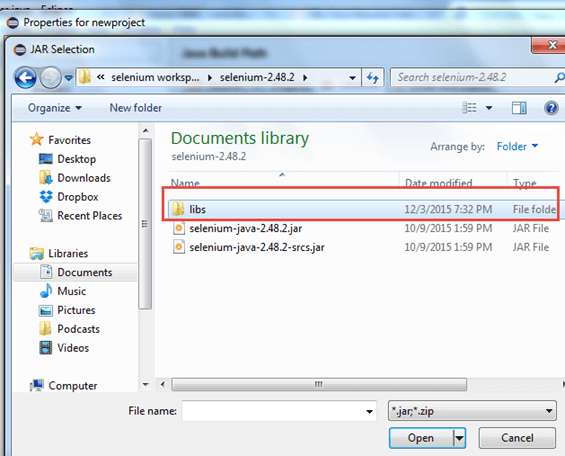 Properties for newproject
JAR Selection
« selenium worksp... ▸ selenium-2.48.2 ▸ Search selenium-2.48.2
Organize ▾ New folder
Favorites
Desktop
Downloads
Dropbox
Recent Places
Libraries
Documents
Music
Pictures
Podcasts
Videos
Computer
Documents library
selenium-2.48.2
Arrange by: Folder ▾
Name Date modified Type
libs 12/3/2015 7:32 PM File folde
selenium-java-2.48.2.jar 10/9/2015 1:59 PM JAR File
selenium-java-2.48.2-srcs.jar 10/9/2015 1:59 PM JAR File
File name: *.jar;*.zip
Open Cancel